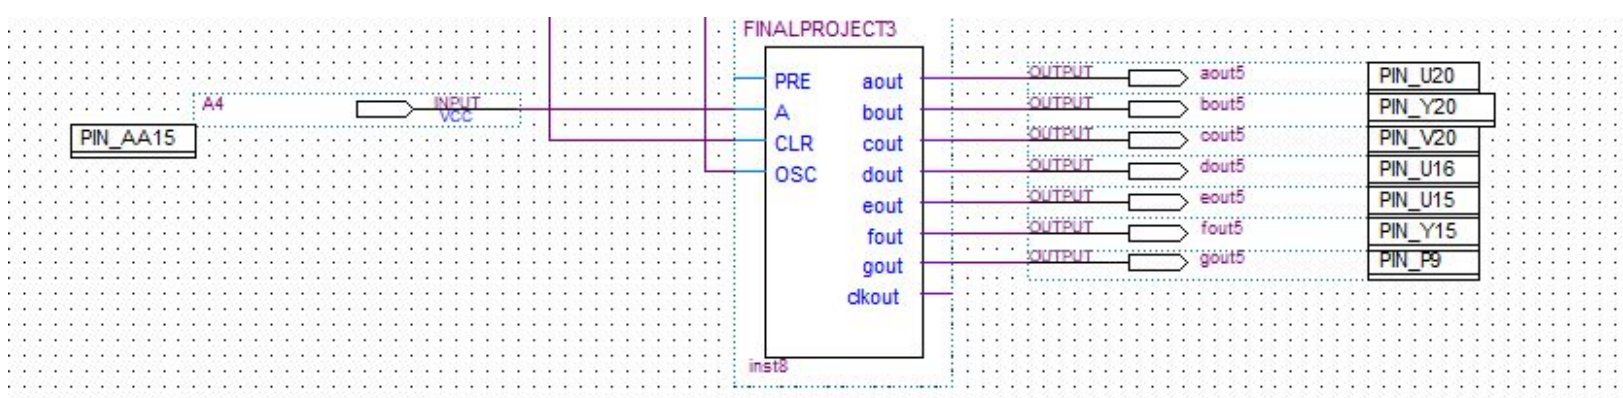 FINALPROJECT3
PRE aout OUTPUT aout5 PIN_U20
A4 INPUT VCC A bout OUTPUT bout5 PIN_Y20
PIN_AA15 CLR cout OUTPUT cout5 PIN_V20
OSC dout OUTPUT dout5 PIN_U16
eout OUTPUT eout5 PIN_U15
fout OUTPUT fout5 PIN_Y15
gout OUTPUT gout5 PIN_P9
clkout
inst8